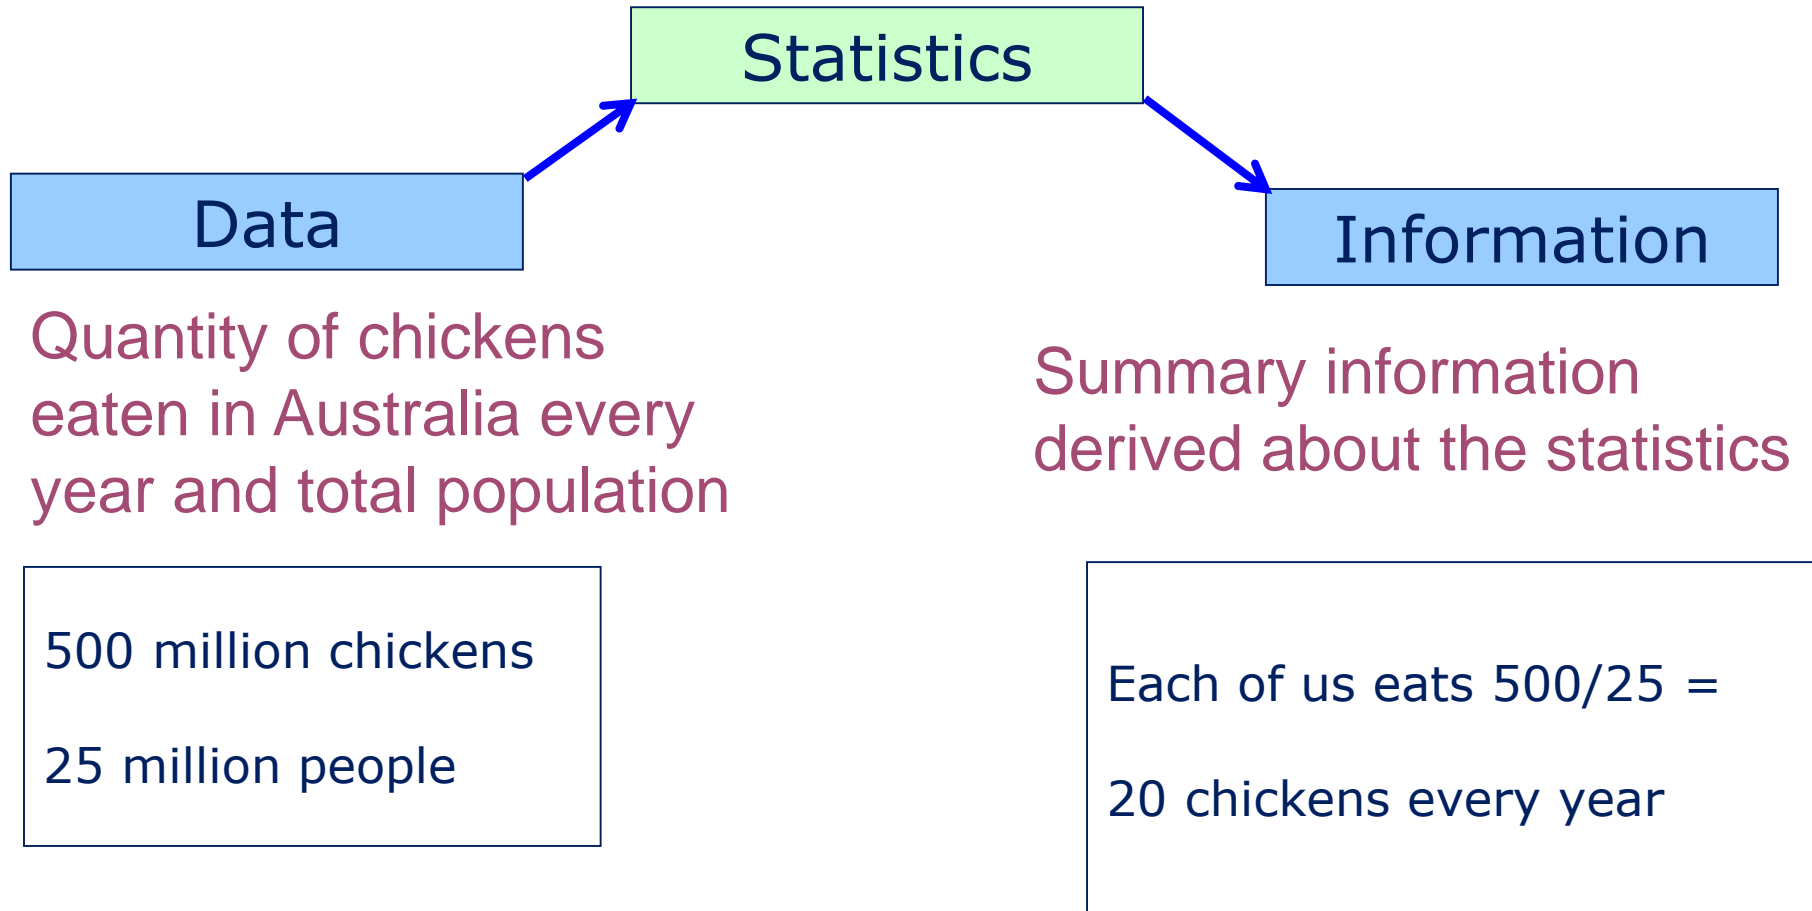 Statistics
Data
Information
Quantity of chickens
eaten in Australia every
year and total population
Summary information
derived about the statistics
500 million chickens
25 million people
Each of us eats 500/25 =
20 chickens every year